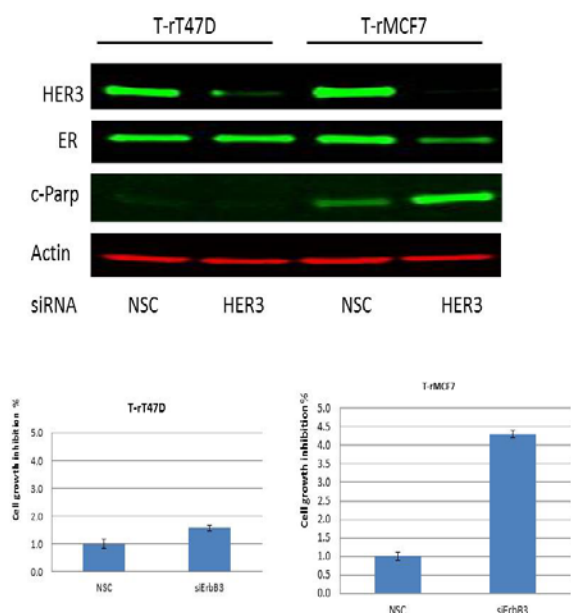 T-rT47D T-rMCF7
HER3
ER
c-Parp
Actin
siRNA NSC HER3 NSC HER3
T-rT47D
Cell growth inhibition %
5.0
4.0
3.0
2.0
1.0
0.0
NSC siErbB3
T-rMCF7
Cell growth inhibition %
5.0
4.5
4.0
3.5
3.0
2.5
2.0
1.5
1.0
0.5
0.0
NSC siErbB3